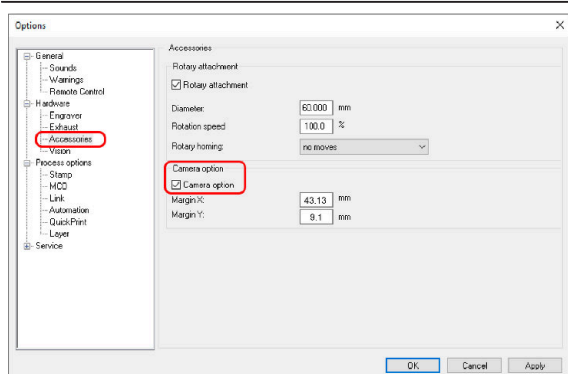 Options
General
Sounds
Warnings
Remote Control
Hardware
Engraver
Exhaust
Accessories
Vision
Process options
Stamp
MCO
Link
Automation
QuickPrint
Layer
Service
Accessories
Rotary attachment
Rotary attachment
Diameter: 60.000 mm
Rotation speed 100.0 %
Rotary homing: no moves
Camera option
Camera option
Margin X: 43.13 mm
Margin Y: 9.1 mm
OK Cancel Apply